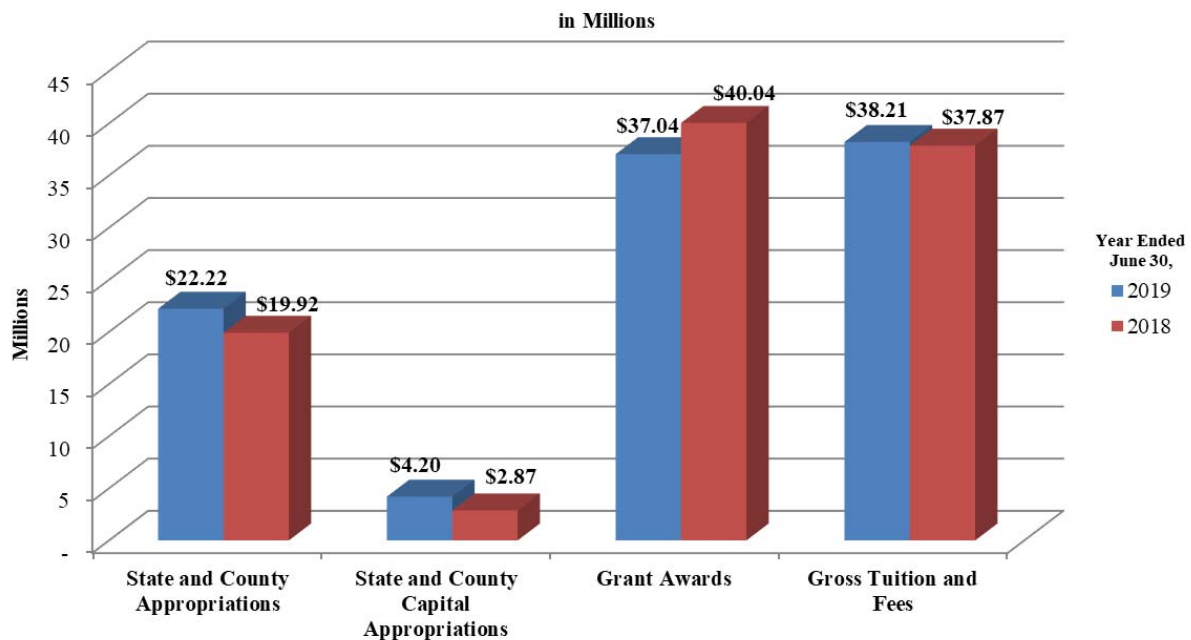 in Millions
45
40
35
30
25
20
15
10
5
-
Millions
$22.22
$19.92
$4.20
$2.87
$37.04
$40.04
$38.21
$37.87
State and County
Appropriations
State and County
Capital
Appropriations
Grant Awards
Gross Tuition and
Fees
Year Ended
June 30,
2019
2018